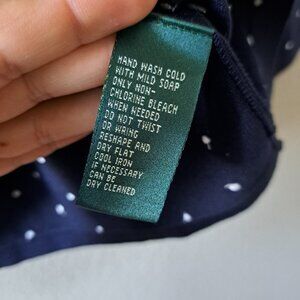 HAND WASH COLD
WITH MILD SOAP
ONLY NON-
CHLORINE BLEACH
WHEN NEEDED
DO NOT TWIST
OR WRING
RESHAPE AND
DRY FLAT
COOL IRON
IF NECESSARY
CAN BE
DRY CLEANED